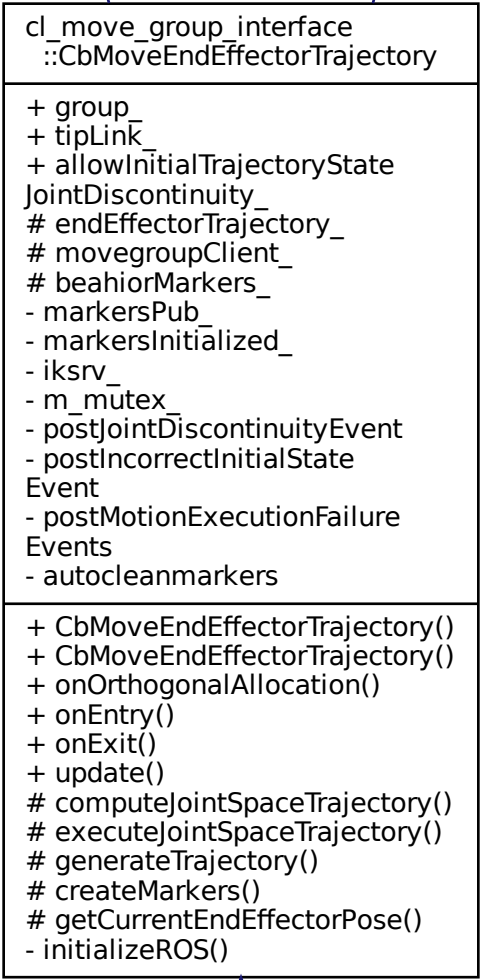 cl_move_group_interface
::CbMoveEndEffectorTrajectory
+ group_
+ tipLink_
+ allowInitialTrajectoryState
JointDiscontinuity_
# endEffectorTrajectory_
# movegroupClient_
# beahiorMarkers_
- markersPub_
- markersInitialized_
- iksrv_
- m_mutex_
- postJointDiscontinuityEvent
- postIncorrectInitialState
Event
- postMotionExecutionFailure
Events
- autocleanmarkers
+ CbMoveEndEffectorTrajectory()
+ CbMoveEndEffectorTrajectory()
+ onOrthogonalAllocation()
+ onEntry()
+ onExit()
+ update()
# computeJointSpaceTrajectory()
# executeJointSpaceTrajectory()
# generateTrajectory()
# createMarkers()
# getCurrentEndEffectorPose()
- initializeROS()